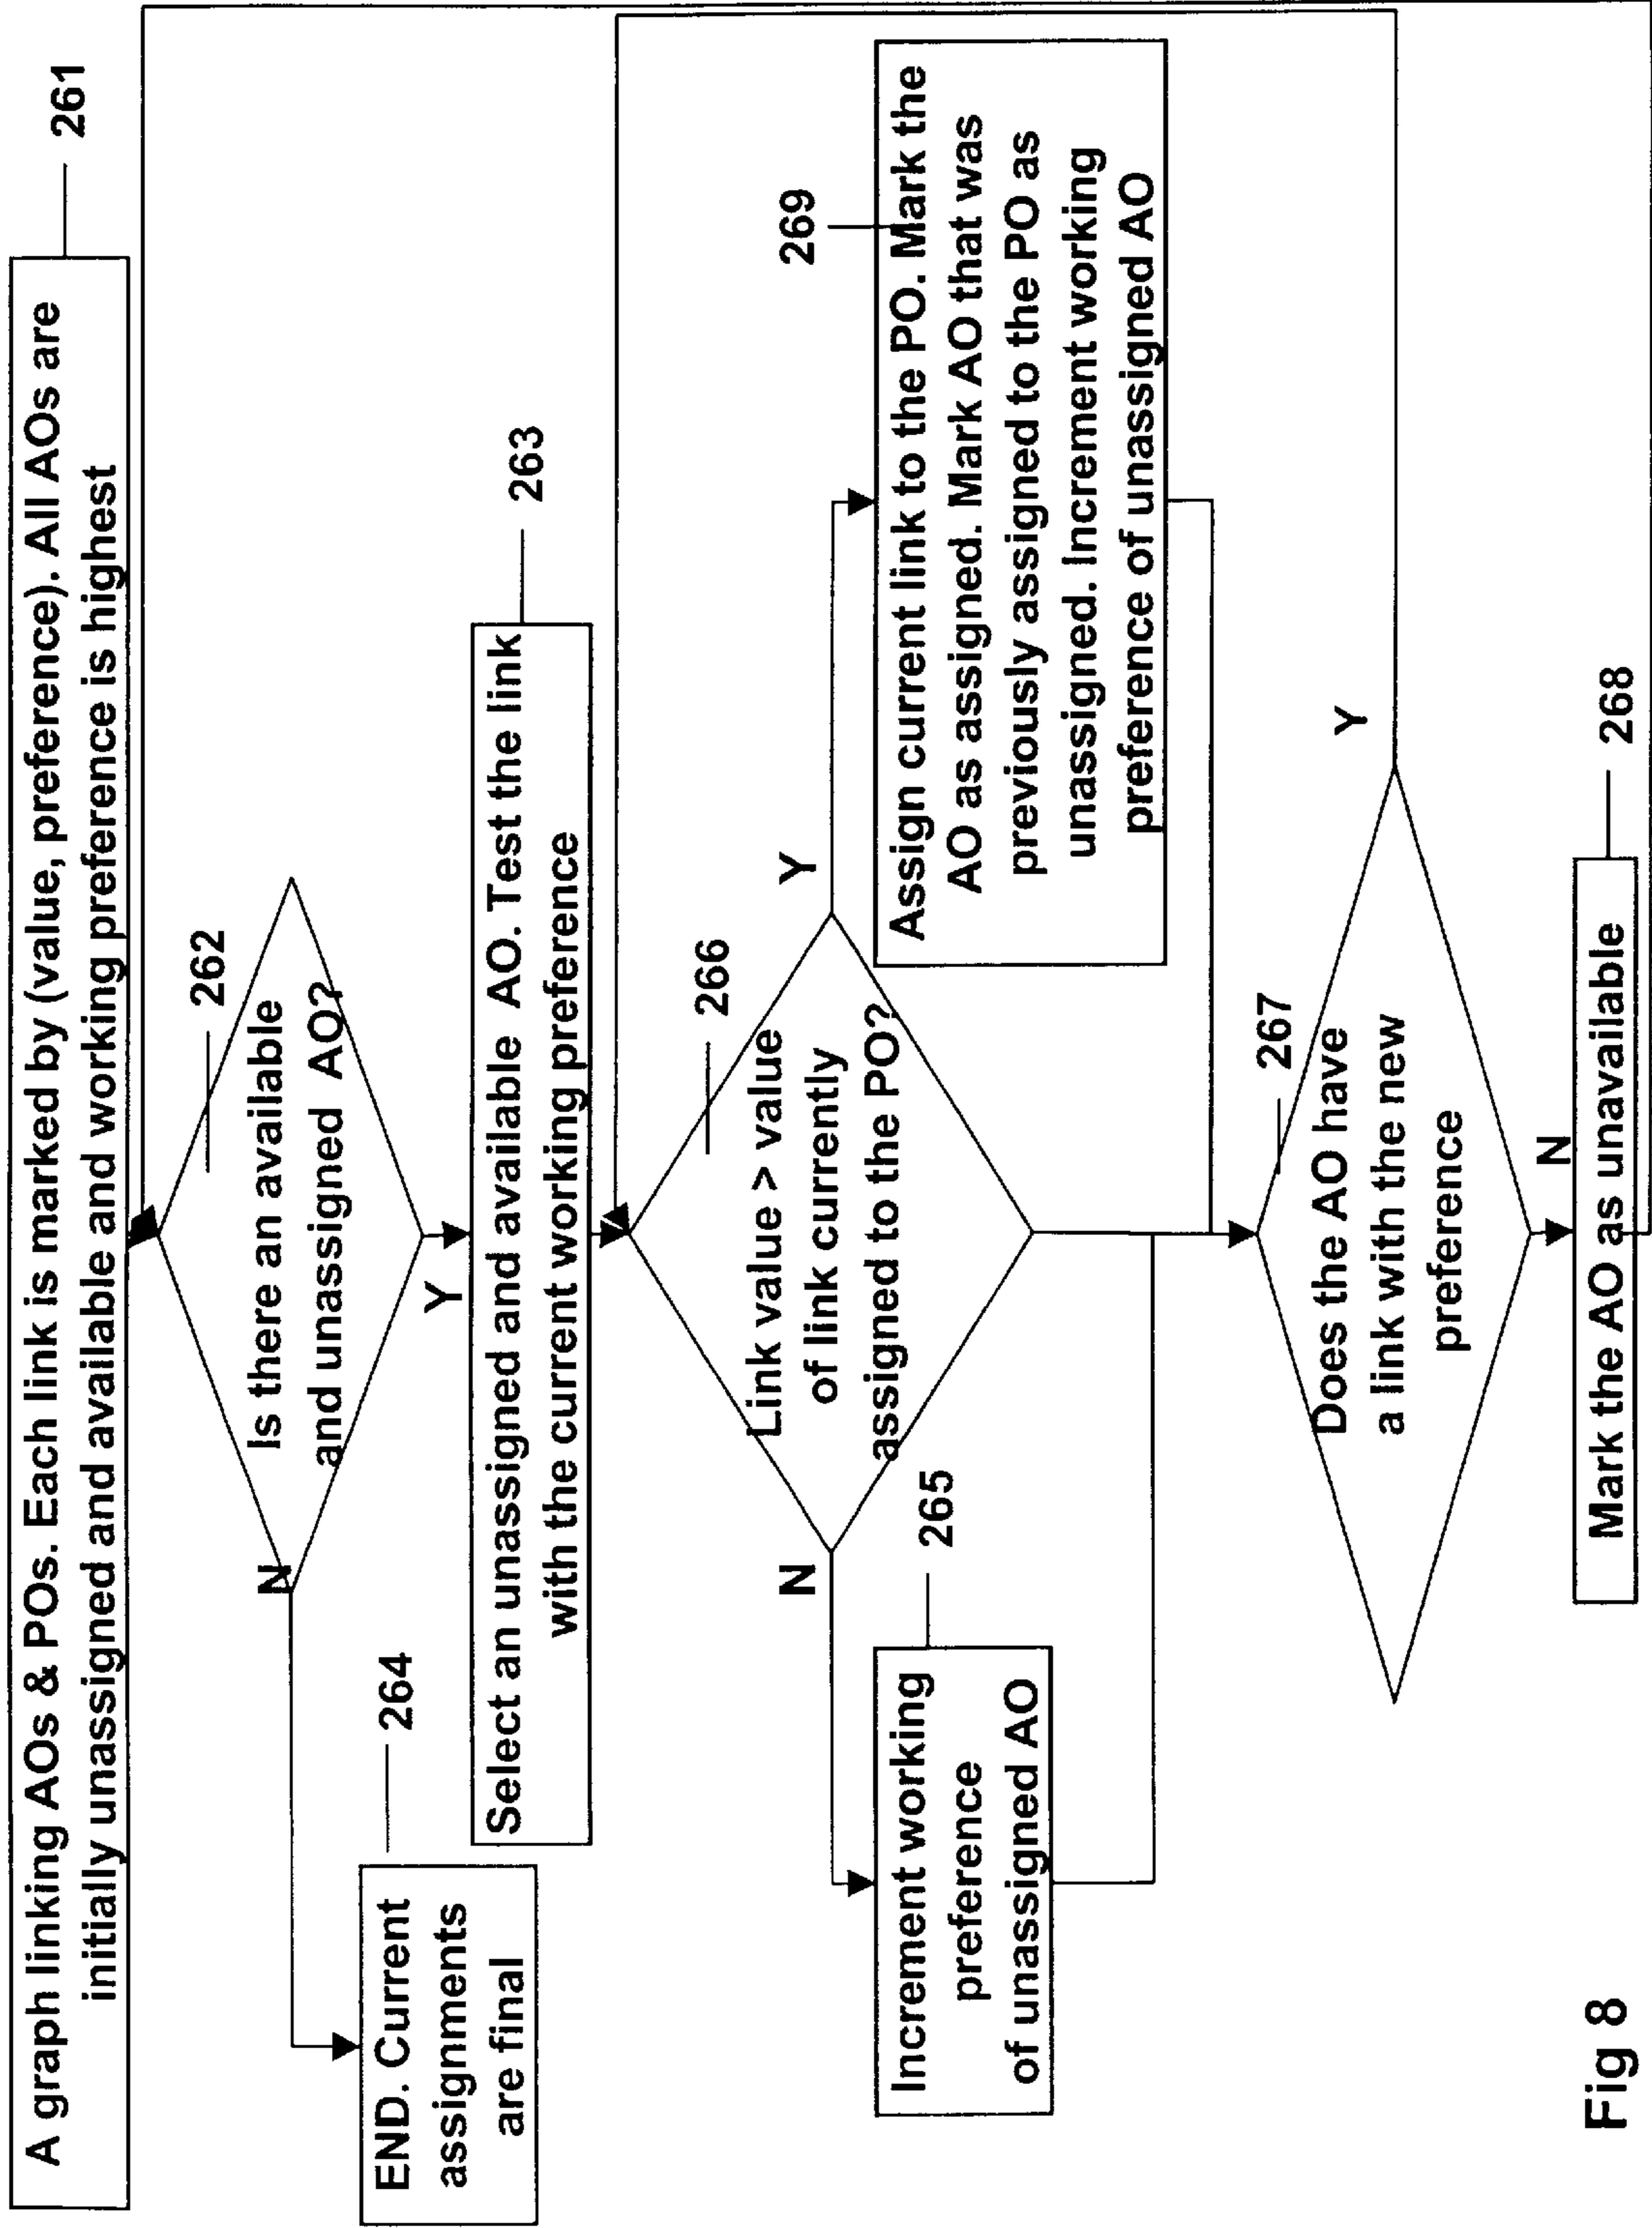 A graph linking AOs & POs. Each link is marked by (value, preference). All AOs are
initially unassigned and available and working preference is highest
261
262
Is there an available
and unassigned AO?
N
Y
264
END. Current
assignments
are final
263
Select an unassigned and available AO. Test the link
with the current working preference
266
Link value > value
of link currently
assigned to the PO?
N
Y
265
Increment working
preference
of unassigned AO
269
Assign current link to the PO. Mark the
AO as assigned. Mark AO that was
previously assigned to the PO as
unassigned. Increment working
preference of unassigned AO
267
Does the AO have
a link with the new
preference
Y
N
268
Mark the AO as unavailable
Fig 8